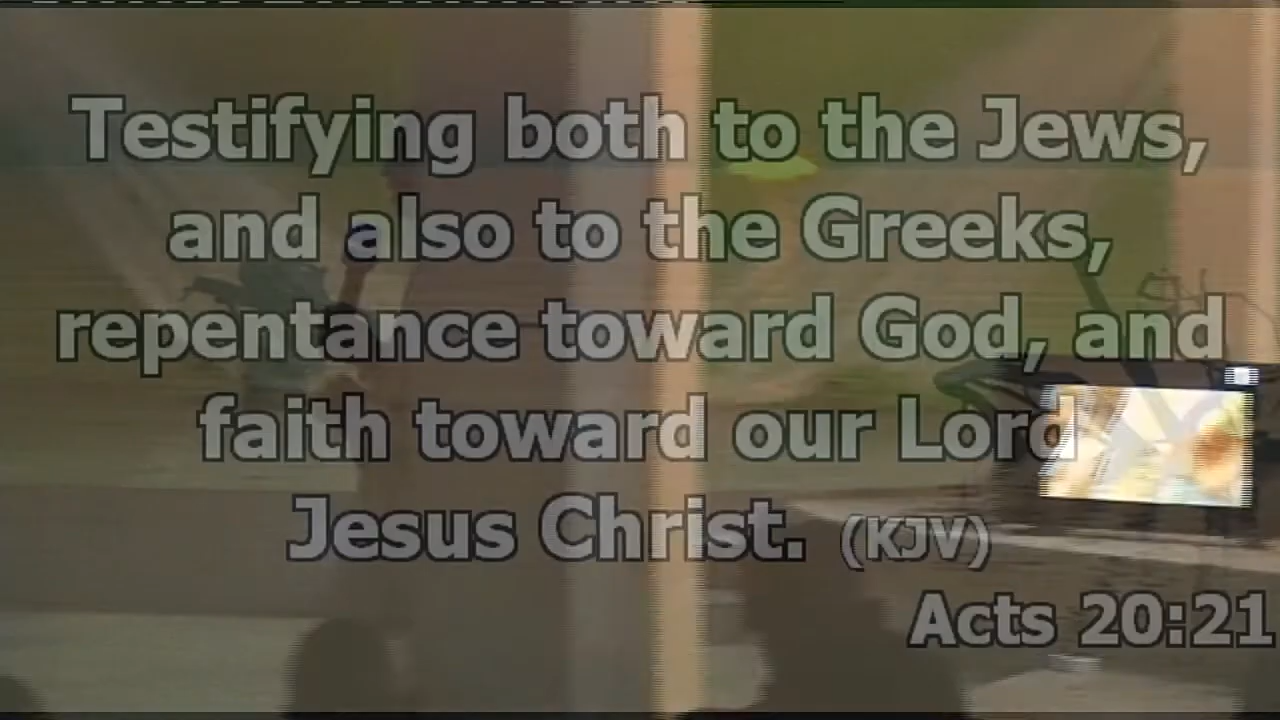 Testifying both to the Jews,
and also to the Greeks,
repentance toward God, and
faith toward our Lord
Jesus Christ. (KJV)
Acts 20:21